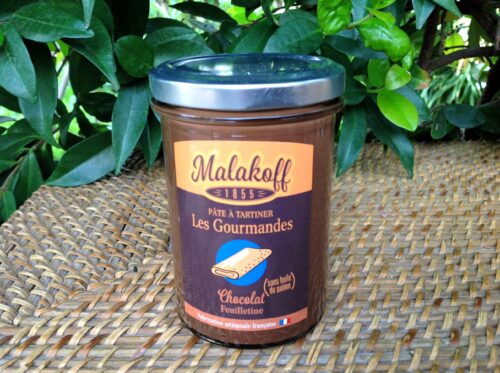 Malakoff
1855
PÂTE À TARTINER
Les Gourmandes
(sans huile
de palme)
Chocolat
Feuilletine
Fabrication artisanale française